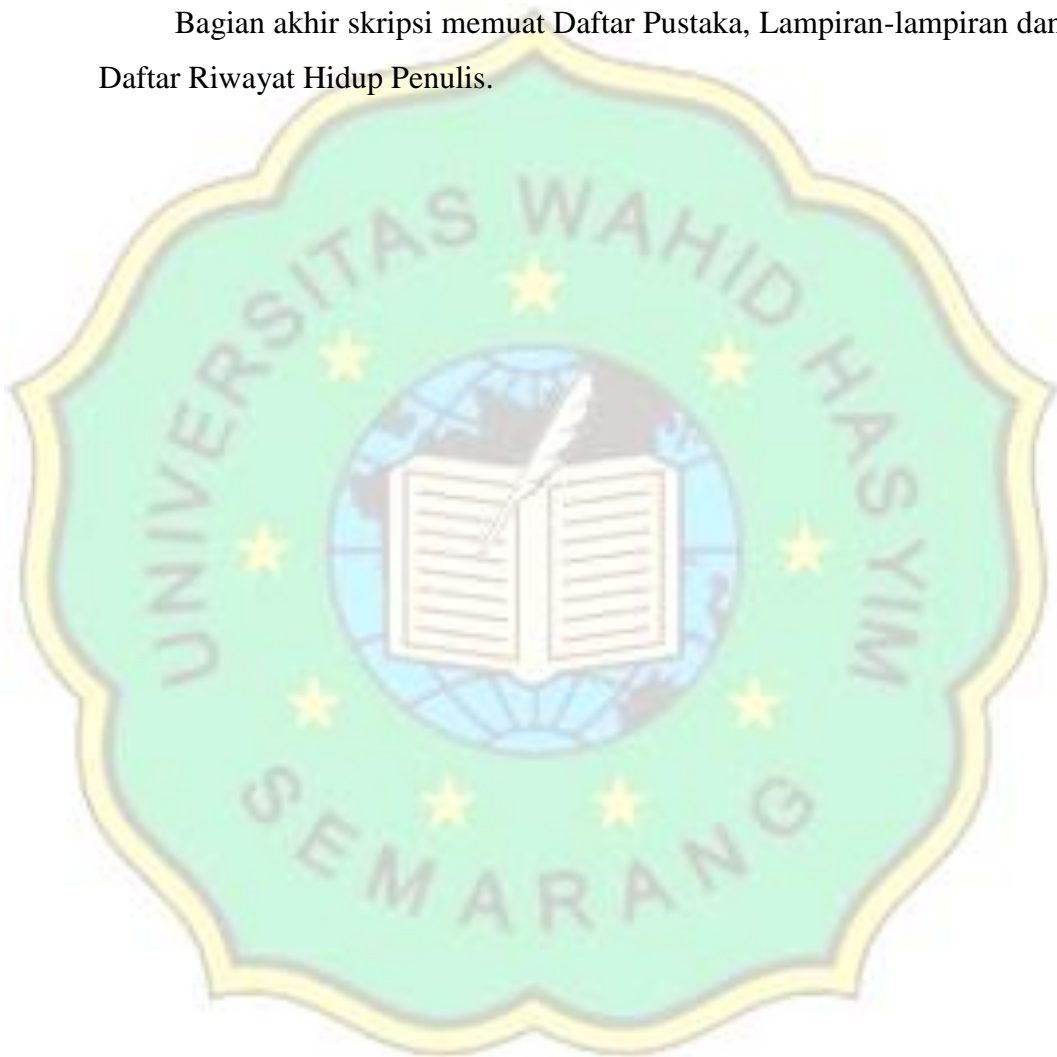 Bagian akhir skripsi memuat Daftar Pustaka, Lampiran-lampiran dan
Daftar Riwayat Hidup Penulis.
UNIVERSITAS WAHID HASYIM
SEMARANG